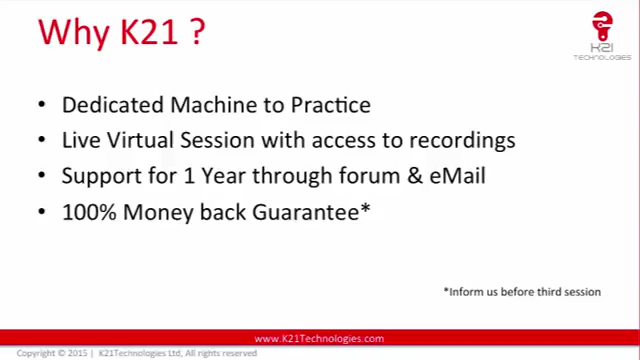 Why K21 ?
K21
TECHNOLOGIES
• Dedicated Machine to Practice
• Live Virtual Session with access to recordings
• Support for 1 Year through forum & eMail
• 100% Money back Guarantee*
*Inform us before third session
www.K21Technologies.com
Copyright © 2015 | K21Technologies Ltd, All rights reserved